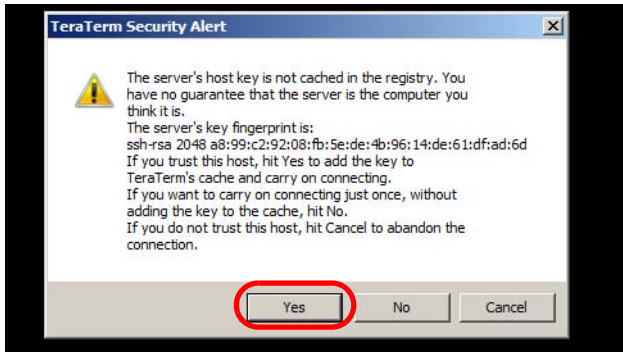 TeraTerm Security Alert
The server's host key is not cached in the registry. You
have no guarantee that the server is the computer you
think it is.
The server's key fingerprint is:
ssh-rsa 2048 a8:99:c2:92:08:fb:5e:de:4b:96:14:de:61:df:ad:6d
If you trust this host, hit Yes to add the key to
TeraTerm's cache and carry on connecting.
If you want to carry on connecting just once, without
adding the key to the cache, hit No.
If you do not trust this host, hit Cancel to abandon the
connection.
Yes No Cancel